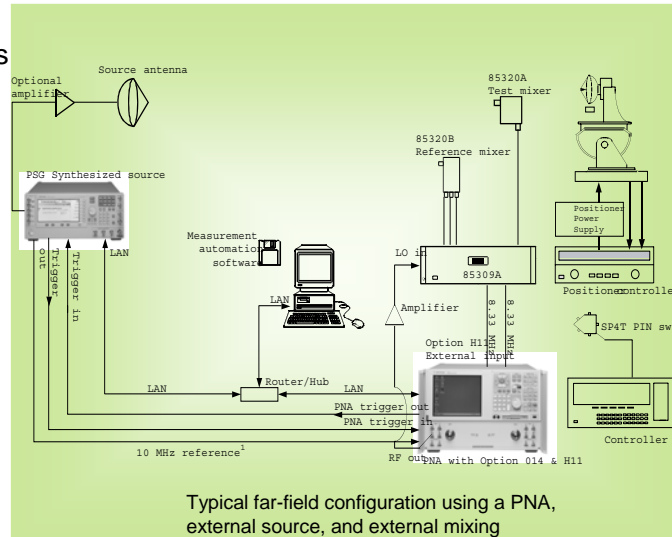 s
Optional
amplifier
Source antenna
85320A
Test mixer
85320B
Reference mixer
PSG Synthesized source
Trigger out
Trigger in
LAN
Measurement
automation
software
LAN
LO in
85309A
Amplifier
8.33 MHz
8.33 MHz
Positioner
Power
Supply
Positioner controller
SP4T PIN sw
Option H11
External input
LAN
Router/Hub
LAN
PNA trigger out
PNA trigger in
10 MHz reference1
RF out
PNA with Option 014 & H11
Controller
Typical far-field configuration using a PNA,
external source, and external mixing